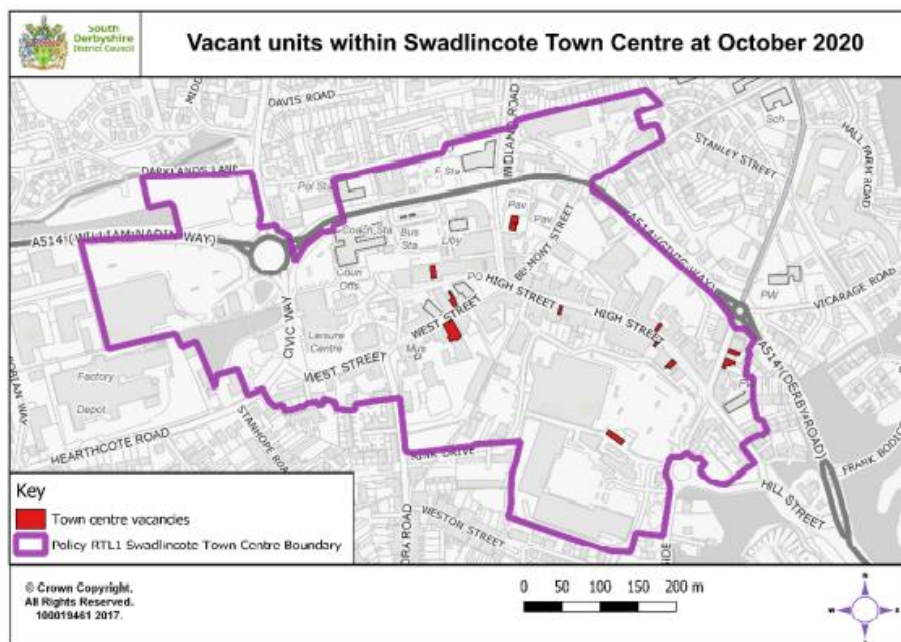 South
Derbyshire
District Council
Vacant units within Swadlincote Town Centre at October 2020
DAVIS ROAD
MIDLAND ROAD
Sch
STANLEY STREET
HALL FARM ROAD
DARKLANDS LANE
Pol Sta
F Sta
Pav
Pav
A514 (WILLIAM NADIN WAY)
Coach Sta
Bus
Sta
Liby
BELMONT STREET
A514 (CIVIC WAY)
Coun
Offs
PO
HIGH STREET
HIGH STREET
PW
VICARAGE ROAD
CIVIC WAY
Leisure
Centre
WEST STREET
WEST STREET
Mus
A514 (DERBY ROAD)
Factory
Depot
HEARTHCOTE ROAD
STANHOPE ROAD
RINK DRIVE
WESTON STREET
HILL STREET
Key
Town centre vacancies
Policy RTL1 Swadlincote Town Centre Boundary
© Crown Copyright.
All Rights Reserved.
100019461 2017.
0 50 100 150 200 m
N
W E